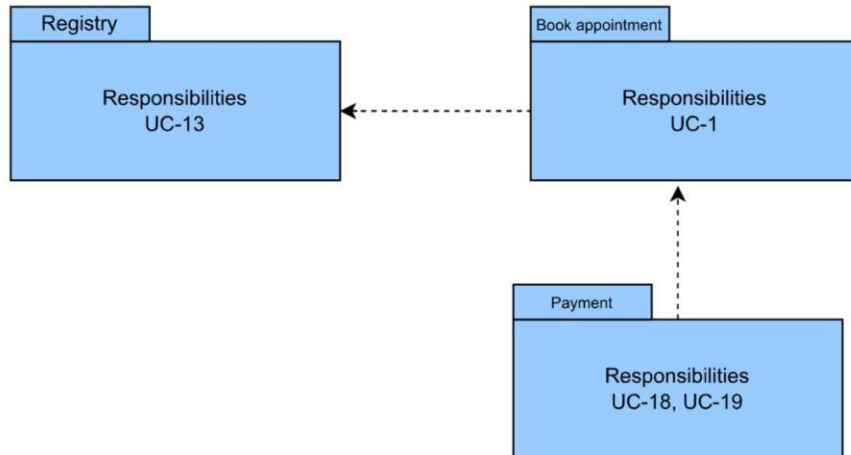 Registry
Responsibilities
UC-13
Book appointment
Responsibilities
UC-1
Payment
Responsibilities
UC-18, UC-19